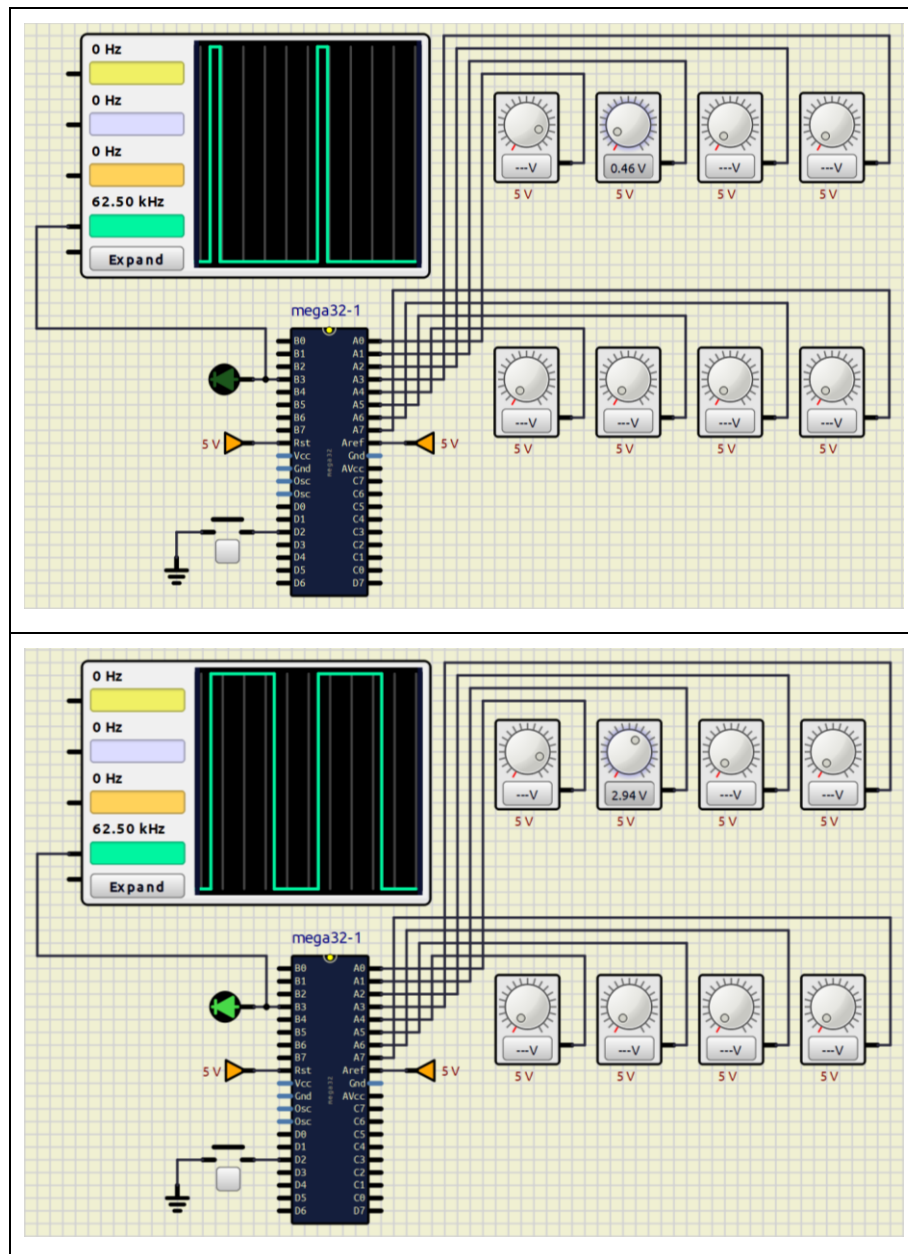 0 Hz
0 Hz
0 Hz
62.50 kHz
Expand
---V
0.46 V
---V
---V
5 V
5 V
5 V
5 V
mega32-1
B0 A0
B1 A1
B2 A2
B3 A3
B4 A4
B5 A5
B6 A6
B7 A7
5 V Rst Aref 5 V
Vcc Gnd
Gnd AVcc
Osc C7
Osc C6
D0 C5
D1 C4
D2 C3
D3 C2
D4 C1
D5 C0
D6 D7
mega32
---V
---V
---V
---V
5 V
5 V
5 V
5 V
0 Hz
0 Hz
0 Hz
62.50 kHz
Expand
---V
2.94 V
---V
---V
5 V
5 V
5 V
5 V
mega32-1
B0 A0
B1 A1
B2 A2
B3 A3
B4 A4
B5 A5
B6 A6
B7 A7
5 V Rst Aref 5 V
Vcc Gnd
Gnd AVcc
Osc C7
Osc C6
D0 C5
D1 C4
D2 C3
D3 C2
D4 C1
D5 C0
D6 D7
mega32
---V
---V
---V
---V
5 V
5 V
5 V
5 V